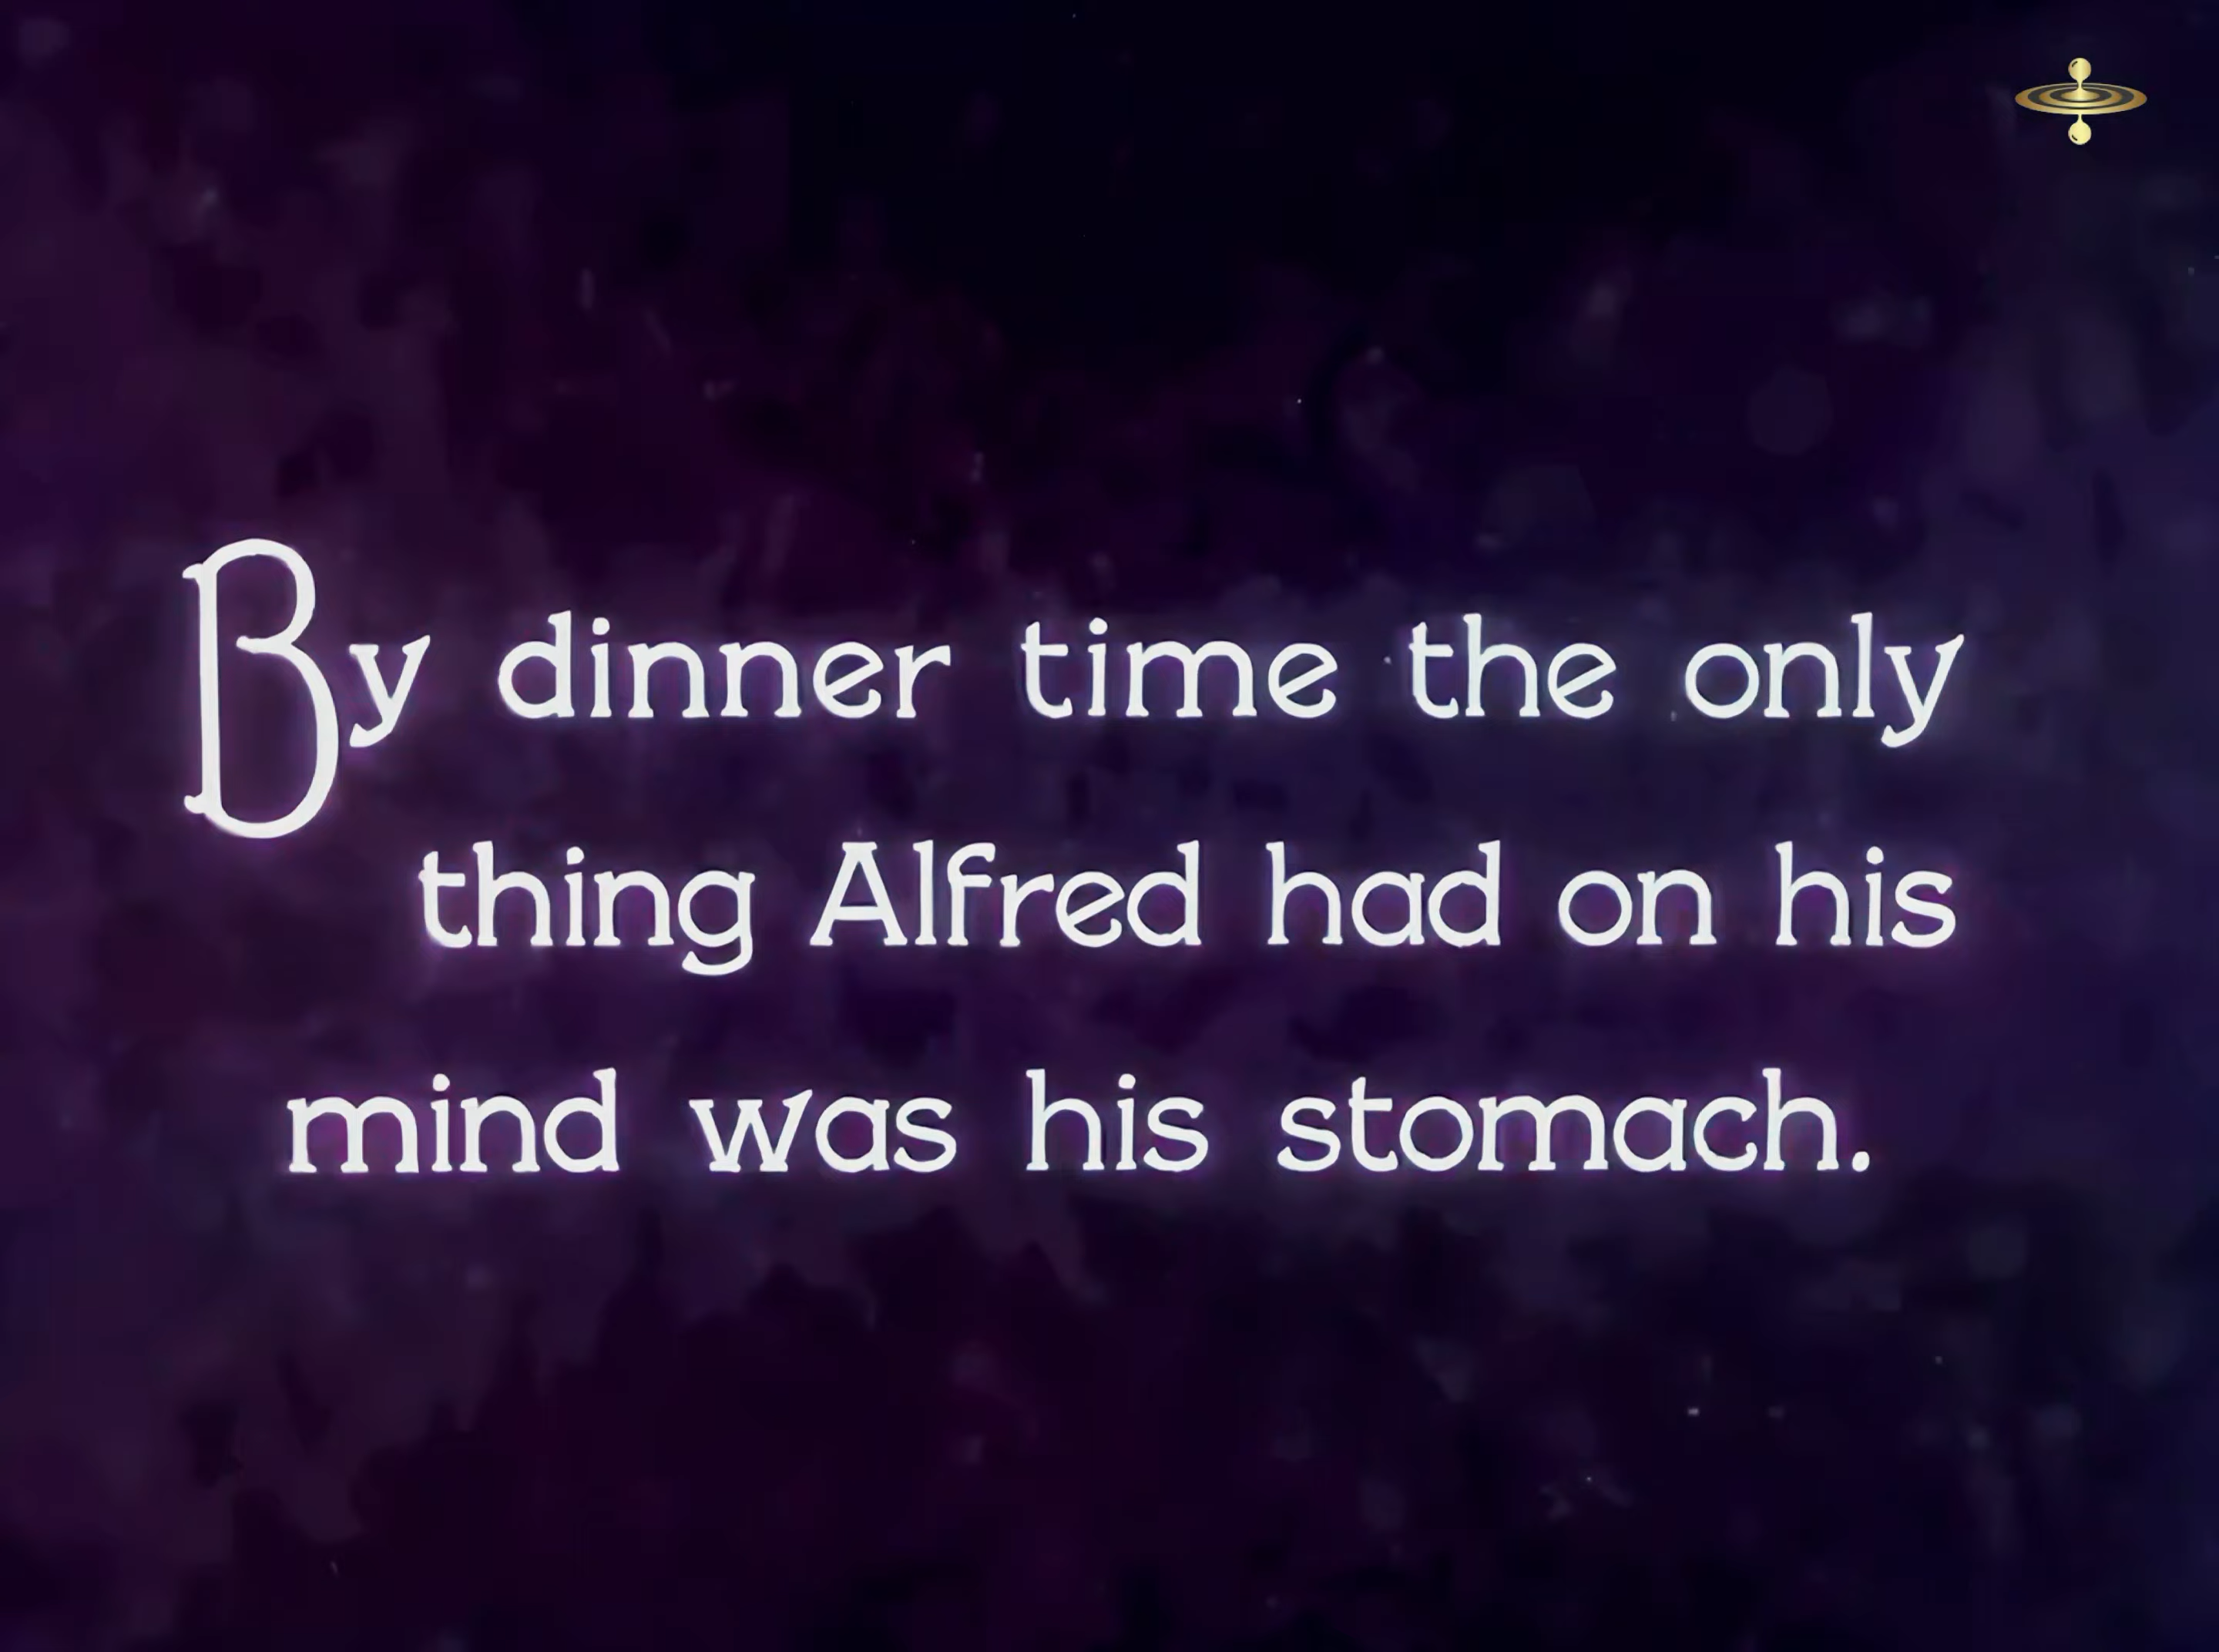 By dinner time the only
thing Alfred had on his
mind was his stomach.